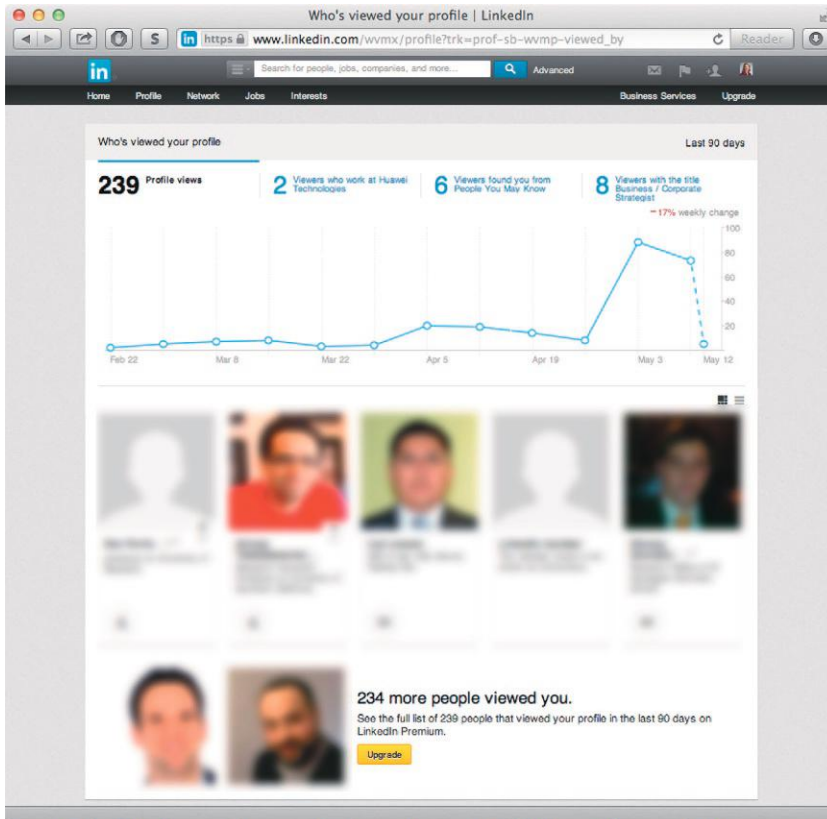 Who's viewed your profile | LinkedIn
S
in https www.linkedin.com/wvmx/profile?trk=prof-sb-wvmp-viewed_by
Reader
in
Search for people, jobs, companies, and more...
Advanced
Home Profile Network Jobs Interests Business Services Upgrade
Who's viewed your profile Last 90 days
239 Profile views
2 Viewers who work at Huawei
Technologies
6 Viewers found you from
People You May Know
8 Viewers with the title
Business / Corporate
Strategist
-17% weekly change
100
80
60
40
20
Feb 22 Mar 8 Mar 22 Apr 5 Apr 19 May 3 May 12
234 more people viewed you.
See the full list of 239 people that viewed your profile in the last 90 days on
LinkedIn Premium.
Upgrade